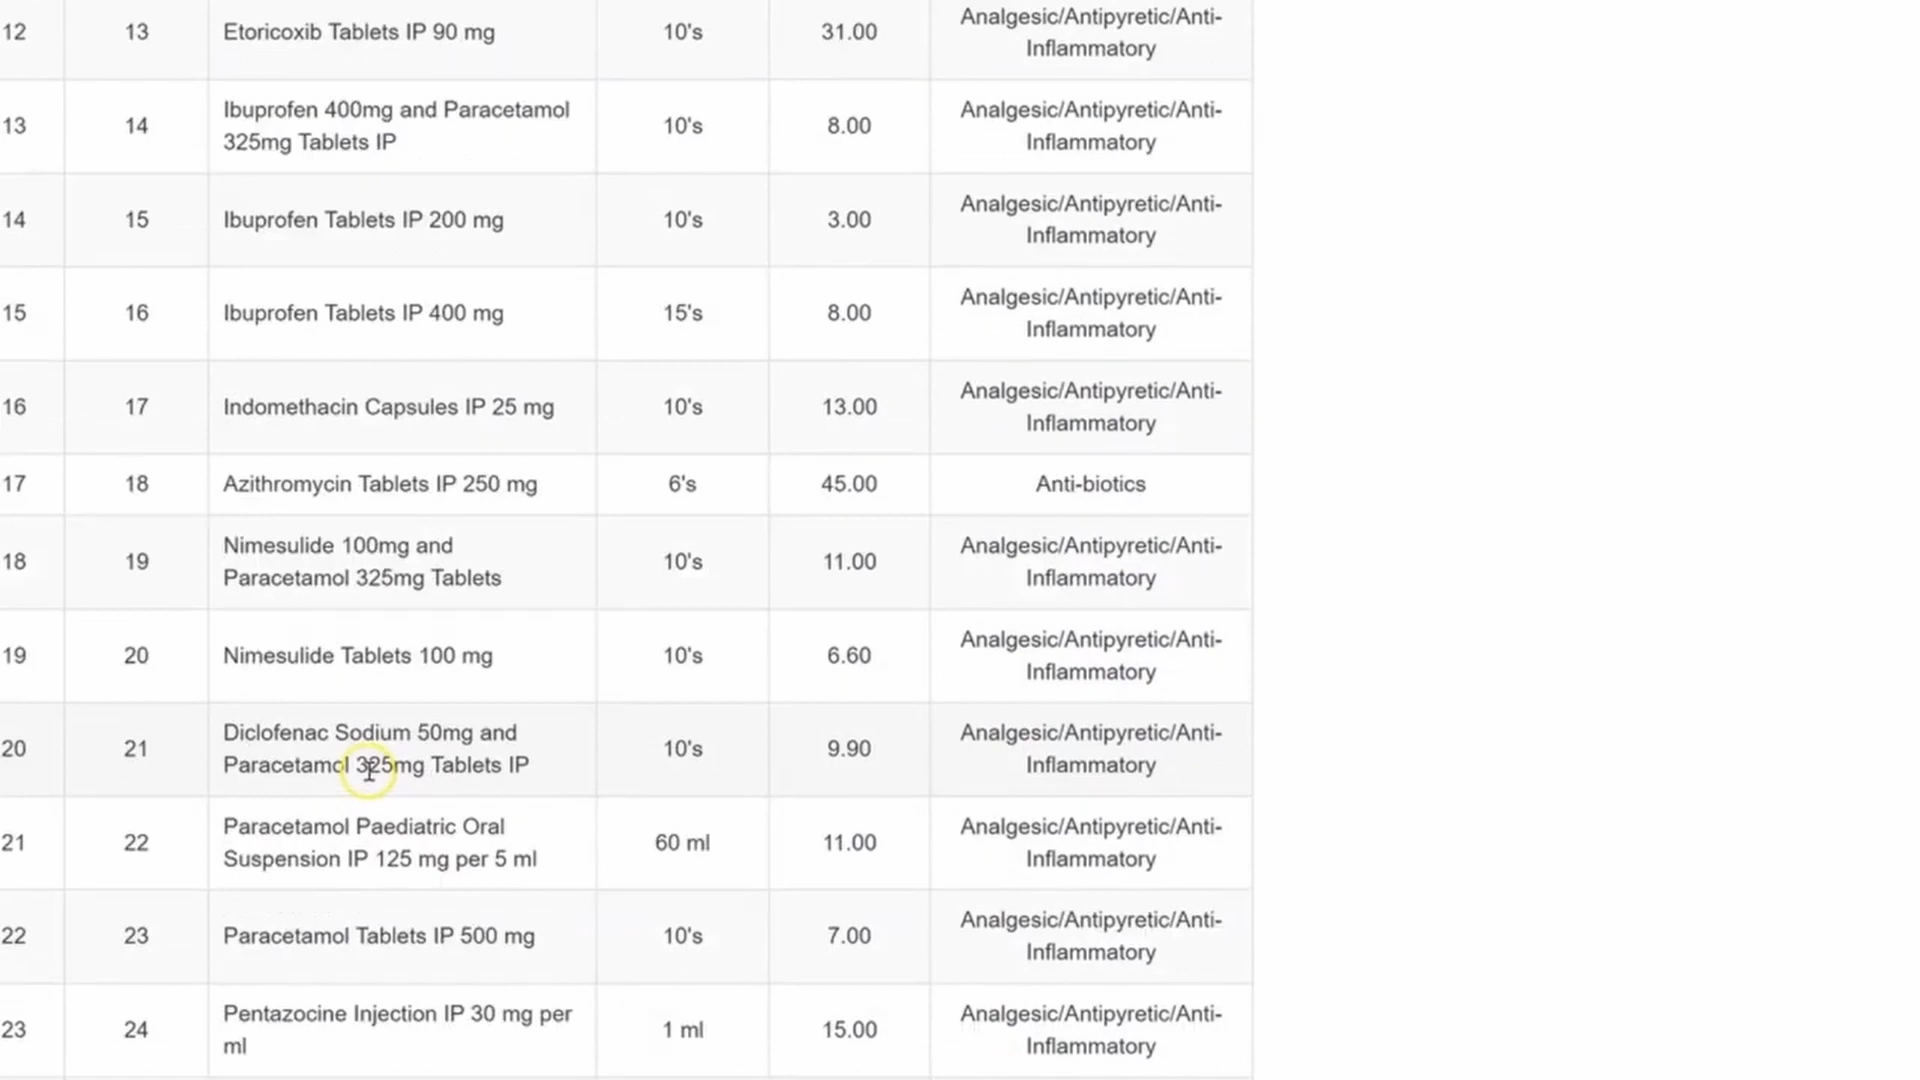 12 13 Etoricoxib Tablets IP 90 mg 10's 31.00 Analgesic/Antipyretic/Anti-
Inflammatory
13 14 Ibuprofen 400mg and Paracetamol
325mg Tablets IP 10's 8.00 Analgesic/Antipyretic/Anti-
Inflammatory
14 15 Ibuprofen Tablets IP 200 mg 10's 3.00 Analgesic/Antipyretic/Anti-
Inflammatory
15 16 Ibuprofen Tablets IP 400 mg 15's 8.00 Analgesic/Antipyretic/Anti-
Inflammatory
16 17 Indomethacin Capsules IP 25 mg 10's 13.00 Analgesic/Antipyretic/Anti-
Inflammatory
17 18 Azithromycin Tablets IP 250 mg 6's 45.00 Anti-biotics
18 19 Nimesulide 100mg and
Paracetamol 325mg Tablets 10's 11.00 Analgesic/Antipyretic/Anti-
Inflammatory
19 20 Nimesulide Tablets 100 mg 10's 6.60 Analgesic/Antipyretic/Anti-
Inflammatory
20 21 Diclofenac Sodium 50mg and
Paracetamol 325mg Tablets IP 10's 9.90 Analgesic/Antipyretic/Anti-
Inflammatory
21 22 Paracetamol Paediatric Oral
Suspension IP 125 mg per 5 ml 60 ml 11.00 Analgesic/Antipyretic/Anti-
Inflammatory
22 23 Paracetamol Tablets IP 500 mg 10's 7.00 Analgesic/Antipyretic/Anti-
Inflammatory
23 24 Pentazocine Injection IP 30 mg per
ml 1 ml 15.00 Analgesic/Antipyretic/Anti-
Inflammatory